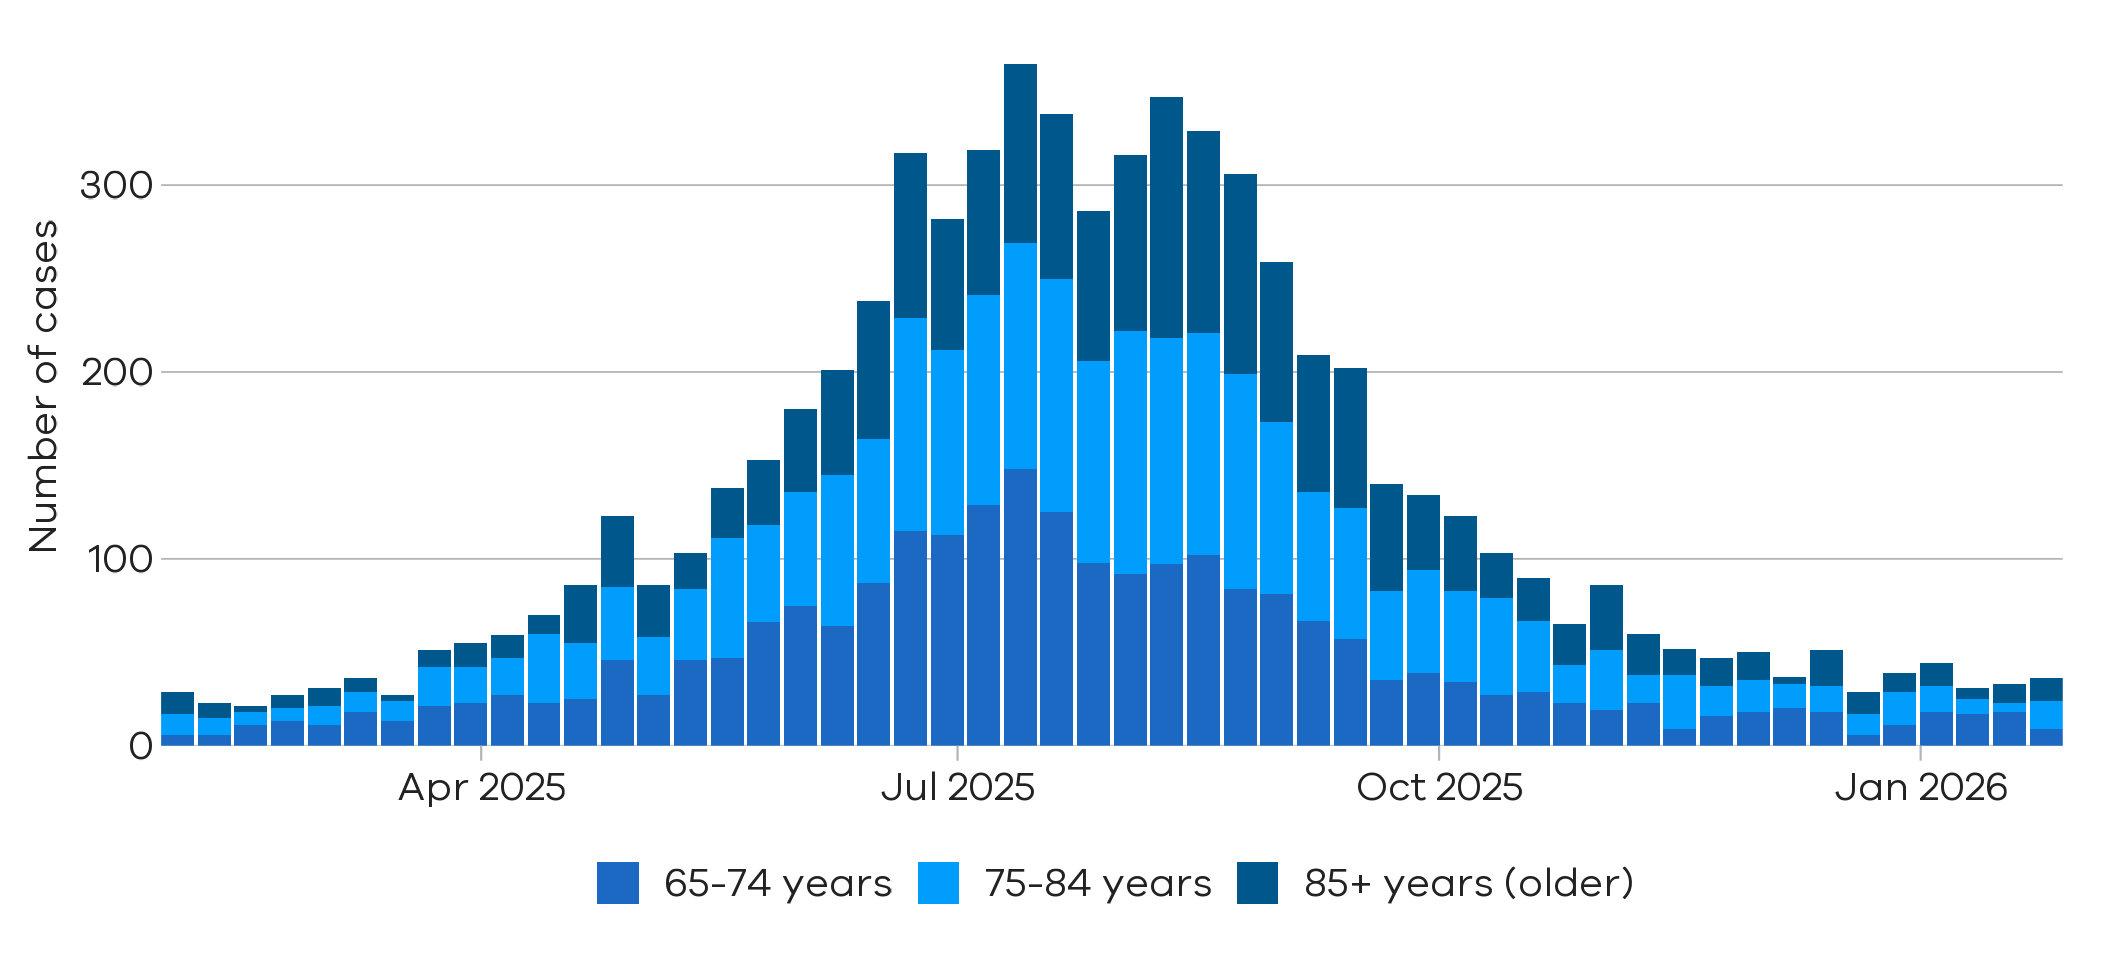 Number of cases
300
200
100
0
Apr 2025 Jul 2025 Oct 2025 Jan 2026
65-74 years 75-84 years 85+ years (older)